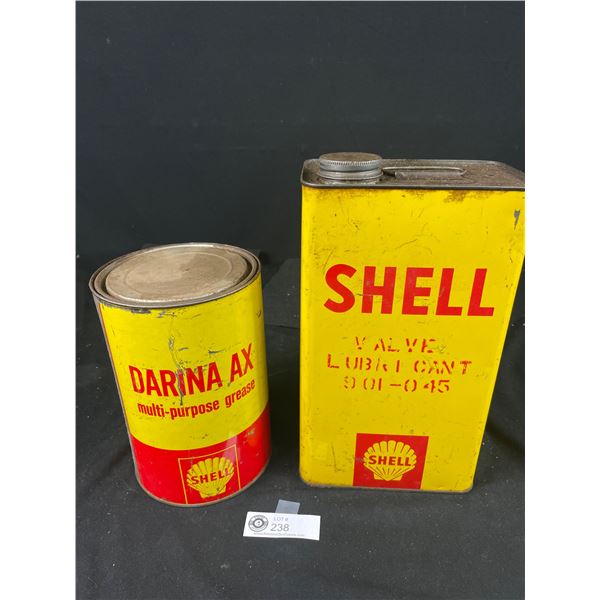 DARINA AX
multi-purpose grease
SHELL
SHELL
VALVE
LUBRICANT
901-045
SHELL
LOT#
238